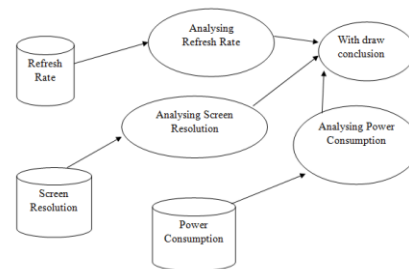 Analysing
Refresh Rate
With draw
conclusion
Refresh
Rate
Analysing Screen
Resolution
Analysing Power
Consumption
Screen
Resolution
Power
Consumption